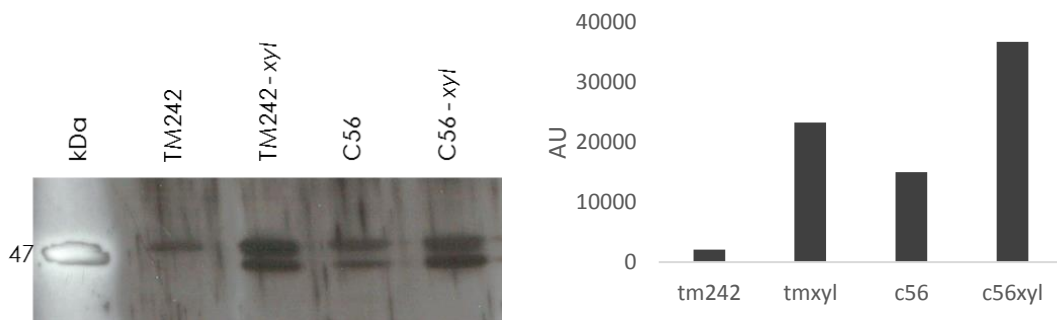 kDa
TM242
TM242-xyl
C56
C56-xyl
47
AU
40000
30000
20000
10000
0
tm242
tmxyl
c56
c56xyl